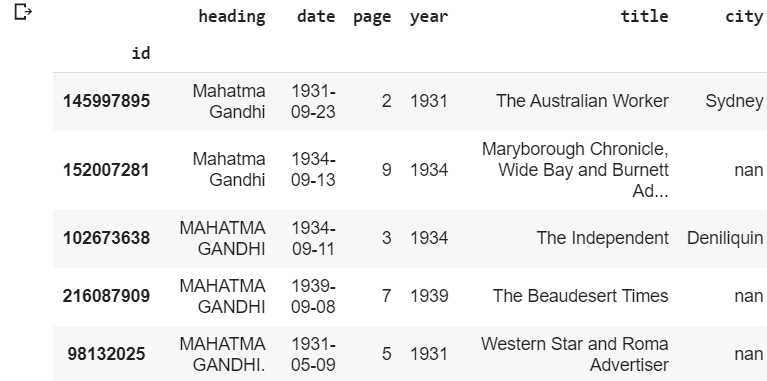 heading date page year title city
id
145997895 Mahatma Gandhi 1931-09-23 2 1931 The Australian Worker Sydney
152007281 Mahatma Gandhi 1934-09-13 9 1934 Maryborough Chronicle, Wide Bay and Burnett Ad... nan
102673638 MAHATMA GANDHI 1934-09-11 3 1934 The Independent Deniliquin
216087909 MAHATMA GANDHI 1939-09-08 7 1939 The Beaudesert Times nan
98132025 MAHATMA GANDHI. 1931-05-09 5 1931 Western Star and Roma Advertiser nan